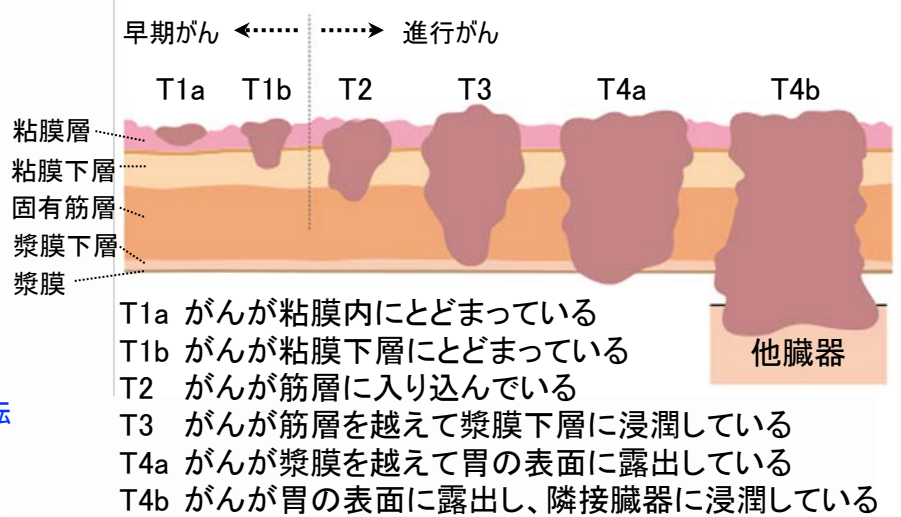 早期がん 進行がん
T1a T1b T2 T3 T4a T4b
粘膜層
粘膜下層
固有筋層
漿膜下層
漿膜
他臓器
T1a がんが粘膜内にとどまっている
T1b がんが粘膜下層にとどまっている
T2 がんが筋層に入り込んでいる
T3 がんが筋層を越えて漿膜下層に浸潤している
T4a がんが漿膜を越えて胃の表面に露出している
T4b がんが胃の表面に露出し、隣接臓器に浸潤している